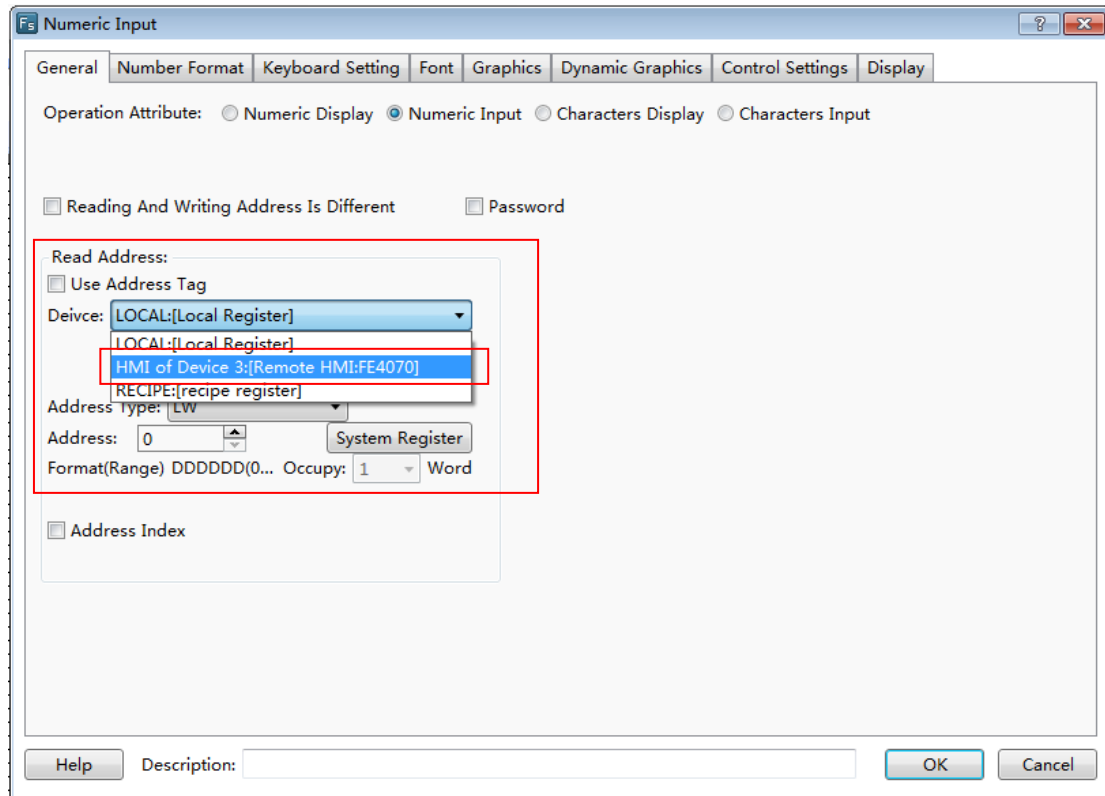 Fs Numeric Input
General Number Format Keyboard Setting Font Graphics Dynamic Graphics Control Settings Display
Operation Attribute: Numeric Display Numeric Input Characters Display Characters Input
Reading And Writing Address Is Different Password
Read Address:
Use Address Tag
Deivce: LOCAL:[Local Register]
LOCAL:[Local Register]
HMI of Device 3:[Remote HMI:FE4070]
RECIPE:[recipe register]
Address Type: LW
Address: 0 System Register
Format(Range) DDDDDD(0... Occupy: 1 Word
Address Index
Help Description: OK Cancel